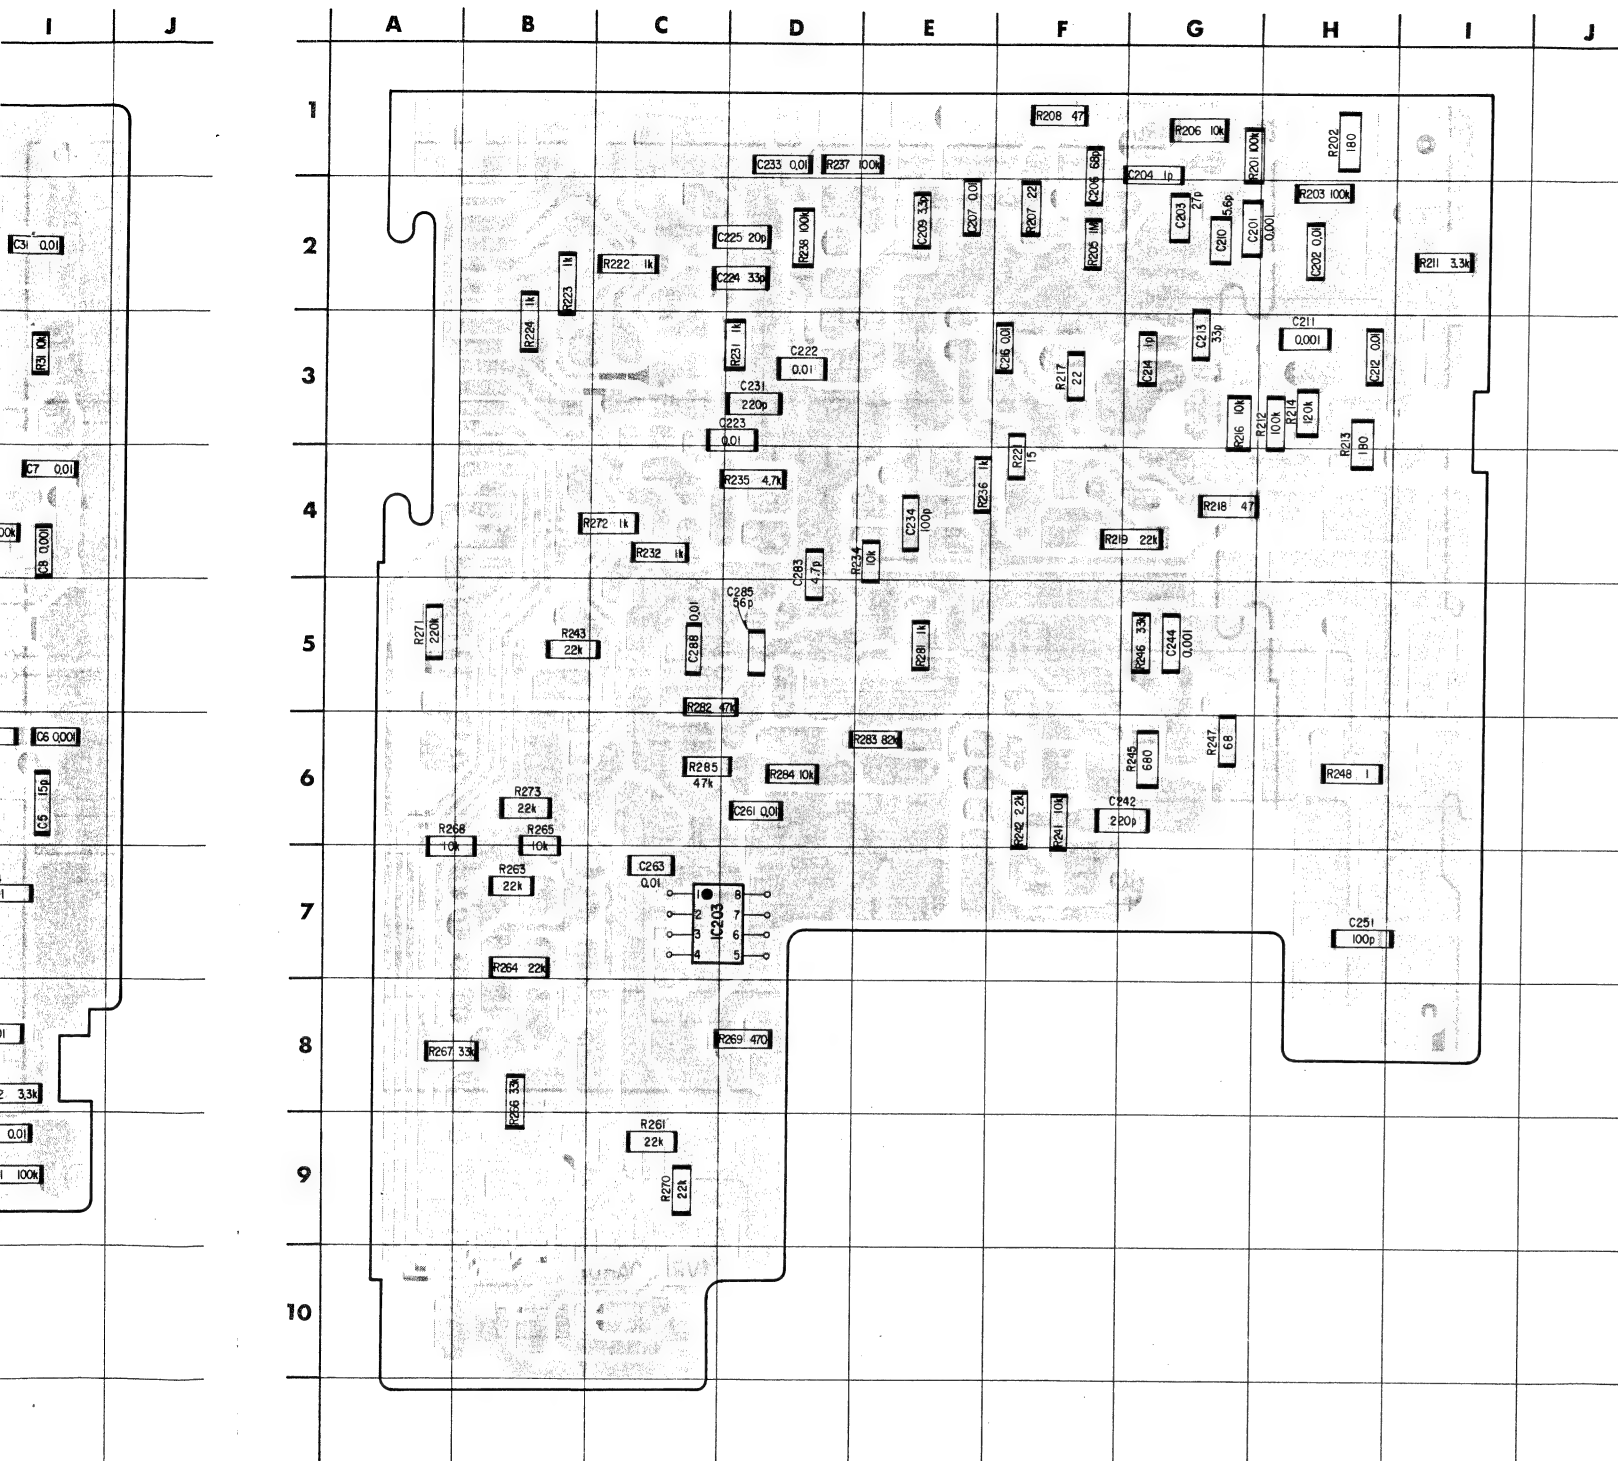 I J A B C D E F G H I J
1
R208 47
R206 10k
R201 100k
R202 180
C233 0.01
R237 100k
C206 68p
C204 1p
R203 100k
2
C31 0.01
C225 20p
R238 100k
C209 3.3p
C207 0.01
R207 22
R205 1M
C203 27p
C210 5.6p
C201 0.001
C202 0.01
R211 3.3k
R223 1k
R222 1k
C224 33p
R224 1k
3
R31 10k
R231 1k
C222 0.01
C216 0.01
R217 22
C214 1p
C213 33p
C211 0.001
C212 0.01
C231 220p
C223 0.01
R216 10k
R212 100k
R214 120k
R213 180
R221 15
4
C7 0.01
R235 4.7k
R236 1k
R218 47
R272 1k
C234 100p
C8 0.001
R232 1k
R234 10k
R219 22k
C283 4.7p
5
R271 220k
R243 22k
C288 0.01
C285 56p
R281 1k
R246 33k
C244 0.001
R282 47k
6
C6 0.001
R283 82k
R245 680
R247 68
R285 47k
R284 10k
R248 1
C5 15p
R273 22k
C261 0.01
R242 2.2k
R241 10k
C242 220p
R268 10k
R265 10k
7
R263 22k
C263 0.01
1 8
2 7
3 6
4 5
IC203
C251 100p
R264 22k
8
R267 33k
R269 470
3.3k
R266 33k
9
0.01
R261 22k
100k
R270 22k
10